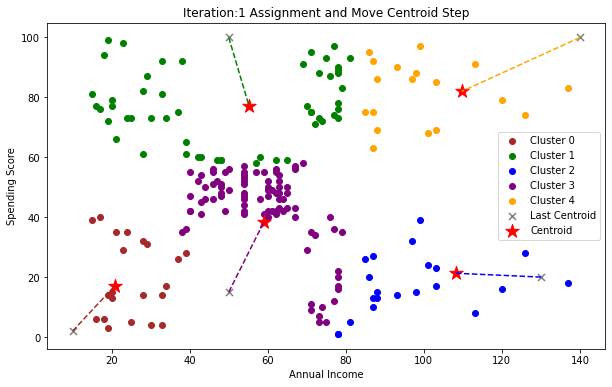 Iteration:1 Assignment and Move Centroid Step
100
80
60
40
20
0
Spending Score
Cluster 0
Cluster 1
Cluster 2
Cluster 3
Cluster 4
Last Centroid
Centroid
20 40 60 80 100 120 140
Annual Income